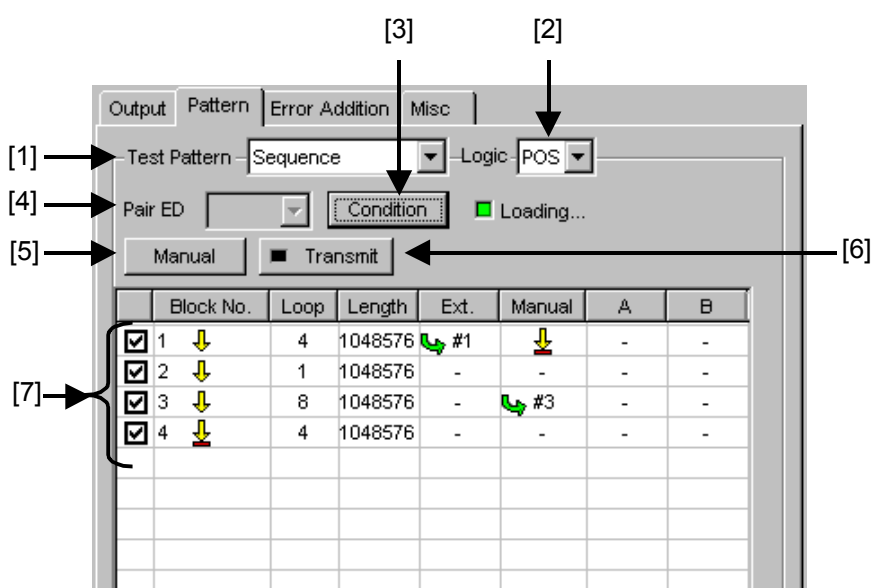 [3] [2]
Output Pattern Error Addition Misc
[1] Test Pattern Sequence Logic POS
[4] Pair ED Condition Loading...
[5] Manual Transmit [6]
Block No. Loop Length Ext. Manual A B
1 4 1048576 #1 - -
2 1 1048576 - - - -
[7] 3 8 1048576 - #3 - -
4 4 1048576 - - - -